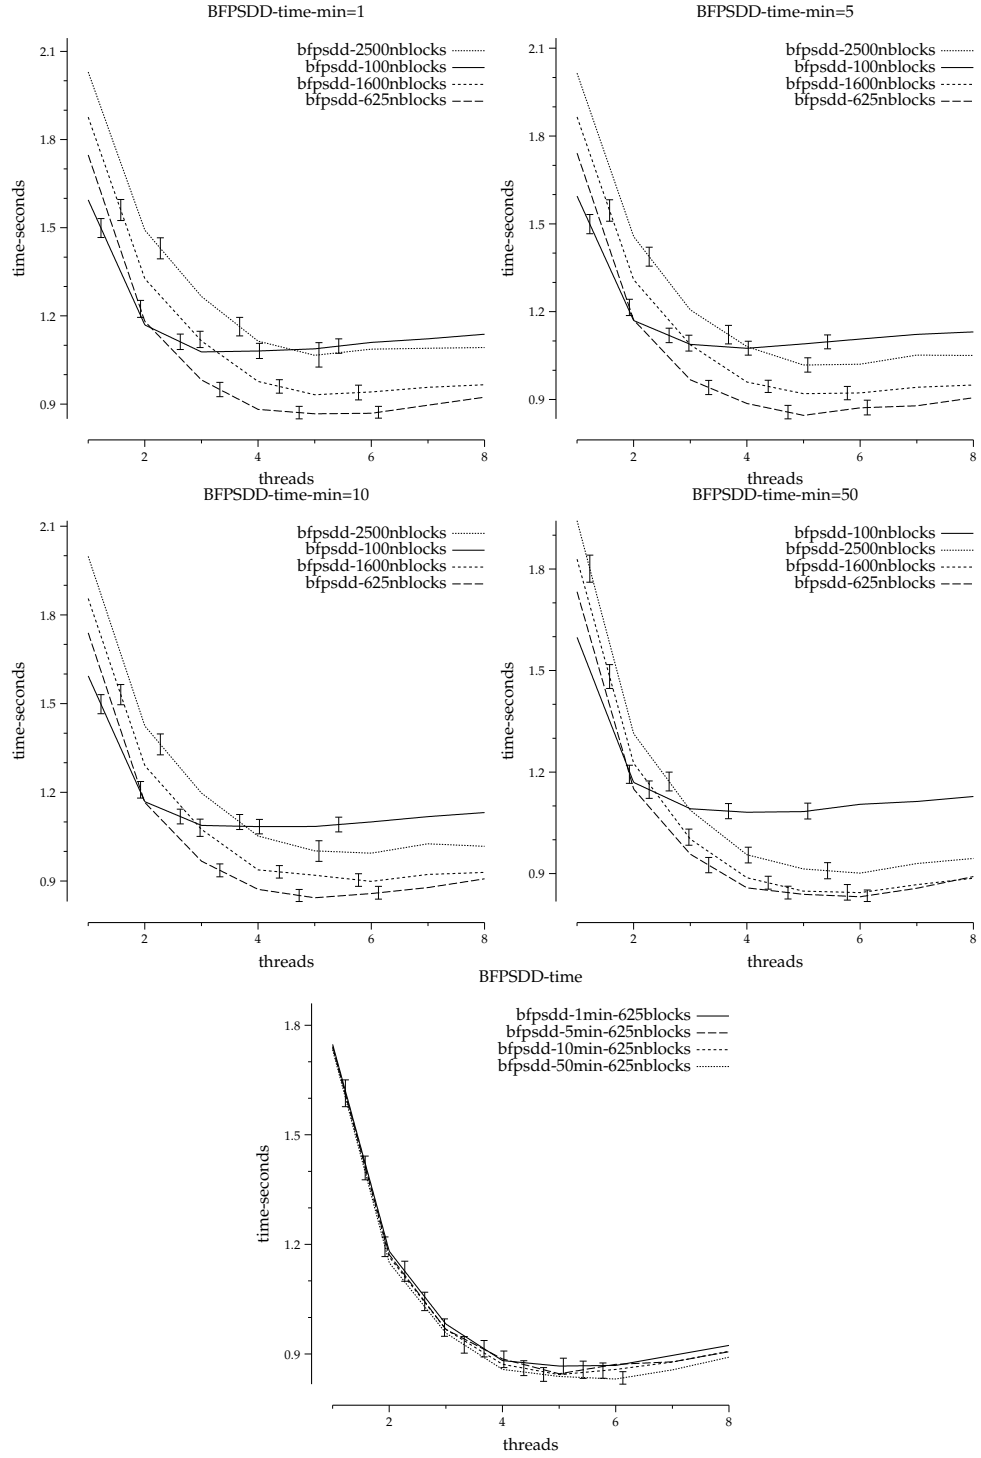 BFPSDD-time-min=1
time-seconds
2.1
1.8
1.5
1.2
0.9
bfpsdd-2500nblocks
bfpsdd-100nblocks
bfpsdd-1600nblocks
bfpsdd-625nblocks
2 4 6 8
threads
BFPSDD-time-min=5
time-seconds
2.1
1.8
1.5
1.2
0.9
bfpsdd-2500nblocks
bfpsdd-100nblocks
bfpsdd-1600nblocks
bfpsdd-625nblocks
2 4 6 8
threads
BFPSDD-time-min=10
time-seconds
2.1
1.8
1.5
1.2
0.9
bfpsdd-2500nblocks
bfpsdd-100nblocks
bfpsdd-1600nblocks
bfpsdd-625nblocks
2 4 6 8
threads
BFPSDD-time-min=50
time-seconds
1.8
1.5
1.2
0.9
bfpsdd-100nblocks
bfpsdd-2500nblocks
bfpsdd-1600nblocks
bfpsdd-625nblocks
2 4 6 8
threads
BFPSDD-time
time-seconds
1.8
1.5
1.2
0.9
bfpsdd-1min-625blocks
bfpsdd-5min-625nblocks
bfpsdd-10min-625nblocks
bfpsdd-50min-625nblocks
2 4 6 8
threads